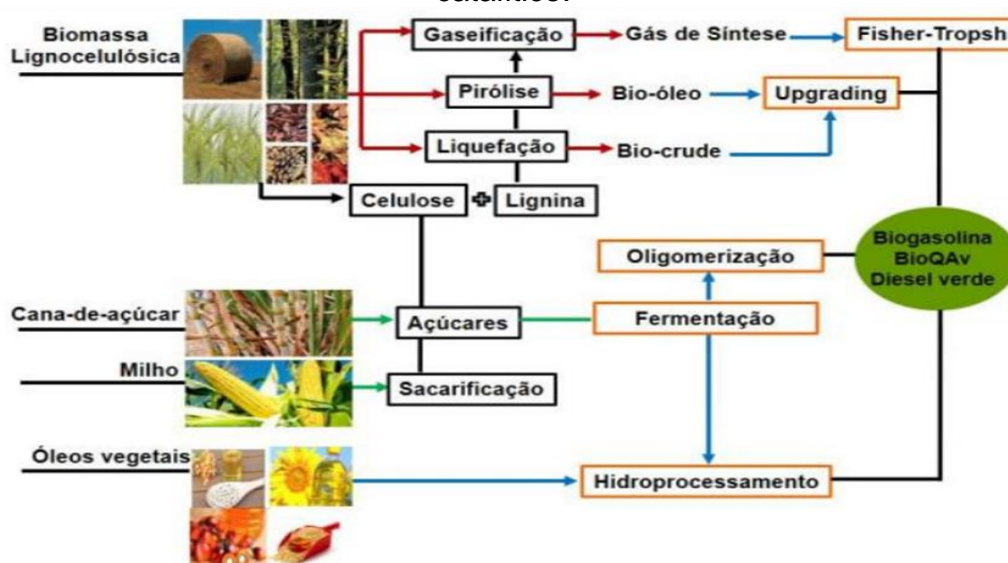 Biomassa
Lignocelulósica
Gaseificação
Gás de Síntese
Fisher-Tropsh
Pirólise
Bio-óleo
Upgrading
Liquefação
Bio-crude
Celulose
Lignina
Biogasolina
BioQAv
Diesel verde
Oligomerização
Cana-de-açúcar
Açúcares
Fermentação
Milho
Sacarificação
Óleos vegetais
Hidroprocessamento